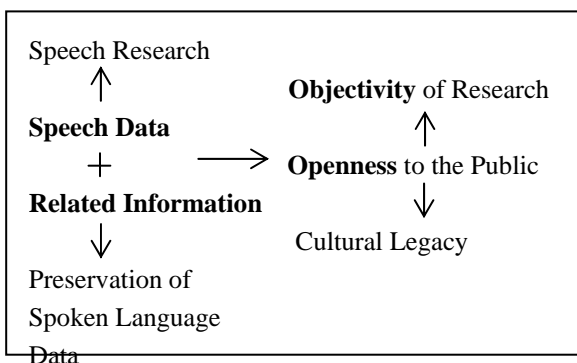 Speech Research
Speech Data
+
Related Information
Preservation of
Spoken Language
Data
Objectivity of Research
Openness to the Public
Cultural Legacy